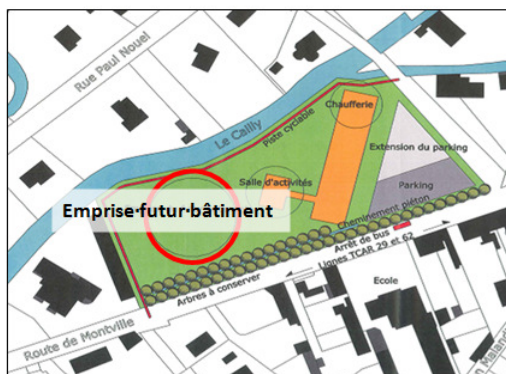 Rue Paul Nouel
Le Cailly
Piste cyclable
Chaufferie
Extension du parking
Salle d'activités
Parking
Emprise·futur·bâtiment
Cheminement piéton
Arrêt de bus
Lignes TCAR 29 et 62
Arbres à conserver
Ecole
Route de Montville